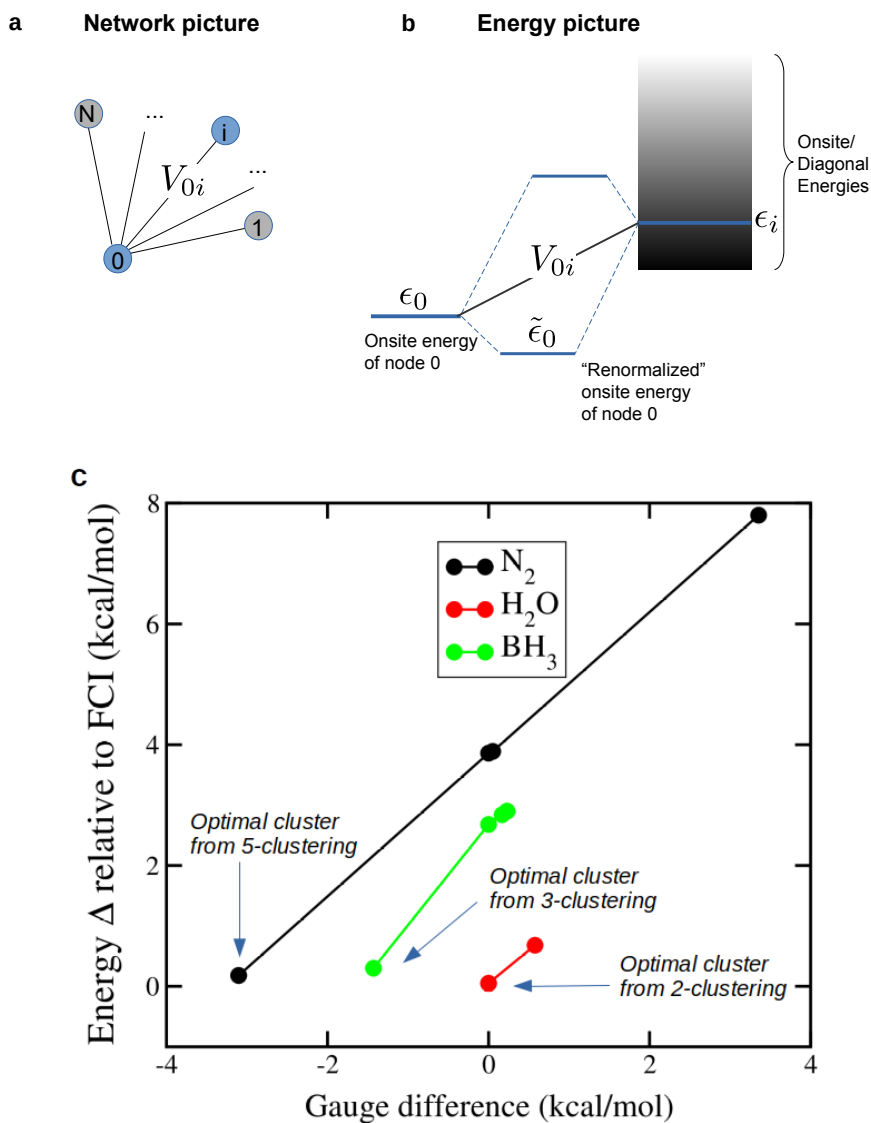 a Network picture
N
...
i
V0i
...
1
0
b Energy picture
Onsite/
Diagonal
Energies
ϵi
V0i
ϵ0
Onsite energy
of node 0
ϵ̃0
“Renormalized”
onsite energy
of node 0
c
Energy Δ relative to FCI (kcal/mol)
8
6
4
2
0
N2
H2O
BH3
Optimal cluster
from 5-clustering
Optimal cluster
from 3-clustering
Optimal cluster
from 2-clustering
-4 -2 0 2 4
Gauge difference (kcal/mol)